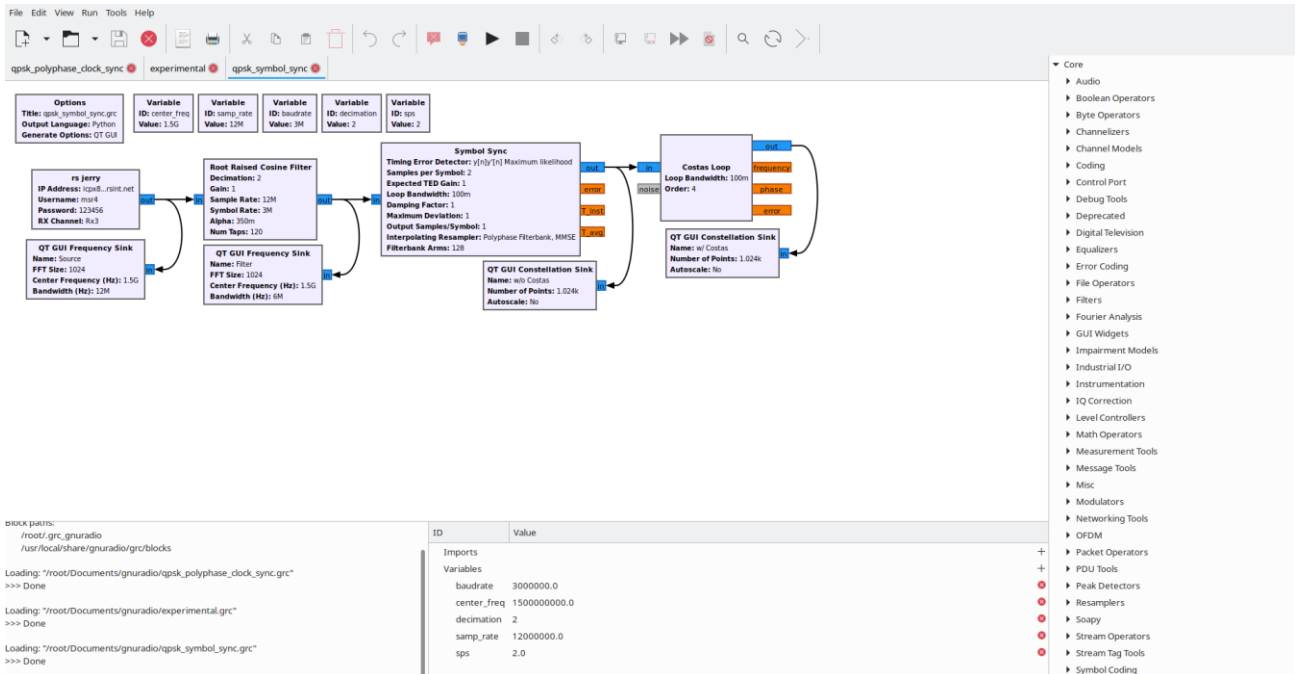 File Edit View Run Tools Help
qpsk_polyphase_clock_sync experimental qpsk_symbol_sync
Options
Title: qpsk_symbol_sync.grc
Output Language: Python
Generate Options: QT GUI
Variable
ID: center_freq
Value: 1.5G
Variable
ID: samp_rate
Value: 12M
Variable
ID: baudrate
Value: 3M
Variable
ID: decimation
Value: 2
Variable
ID: sps
Value: 2
rs jerry
IP Address: icpx8...rsint.net
Username: msr4
Password: 123456
RX Channel: Rx3
out
QT GUI Frequency Sink
Name: Source
FFT Size: 1024
Center Frequency (Hz): 1.5G
Bandwidth (Hz): 12M
in
Root Raised Cosine Filter
Decimation: 2
Gain: 1
Sample Rate: 12M
Symbol Rate: 3M
Alpha: 350m
Num Taps: 120
in
out
QT GUI Frequency Sink
Name: Filter
FFT Size: 1024
Center Frequency (Hz): 1.5G
Bandwidth (Hz): 6M
in
Symbol Sync
Timing Error Detector: y[n]y'[n] Maximum likelihood
Samples per Symbol: 2
Expected TED Gain: 1
Loop Bandwidth: 100m
Damping Factor: 1
Maximum Deviation: 1
Output Samples/Symbol: 1
Interpolating Resampler: Polyphase Filterbank, MMSE
Filterbank Arms: 128
in
out
error
T_inst
T_avg
QT GUI Constellation Sink
Name: w/o Costas
Number of Points: 1.024k
Autoscale: No
in
Costas Loop
Loop Bandwidth: 100m
Order: 4
in
noise
out
frequency
phase
error
QT GUI Constellation Sink
Name: w/ Costas
Number of Points: 1.024k
Autoscale: No
in
Block paths:
/root/.grc_gnuradio
/usr/local/share/gnuradio/grc/blocks
Loading: "/root/Documents/gnuradio/qpsk_polyphase_clock_sync.grc"
>>> Done
Loading: "/root/Documents/gnuradio/experimental.grc"
>>> Done
Loading: "/root/Documents/gnuradio/qpsk_symbol_sync.grc"
>>> Done
ID Value
Imports
Variables
baudrate 3000000.0
center_freq 1500000000.0
decimation 2
samp_rate 12000000.0
sps 2.0
Core
Audio
Boolean Operators
Byte Operators
Channelizers
Channel Models
Coding
Control Port
Debug Tools
Deprecated
Digital Television
Equalizers
Error Coding
File Operators
Filters
Fourier Analysis
GUI Widgets
Impairment Models
Industrial I/O
Instrumentation
IQ Correction
Level Controllers
Math Operators
Measurement Tools
Message Tools
Misc
Modulators
Networking Tools
OFDM
Packet Operators
PDU Tools
Peak Detectors
Resamplers
Soapy
Stream Operators
Stream Tag Tools
Symbol Coding